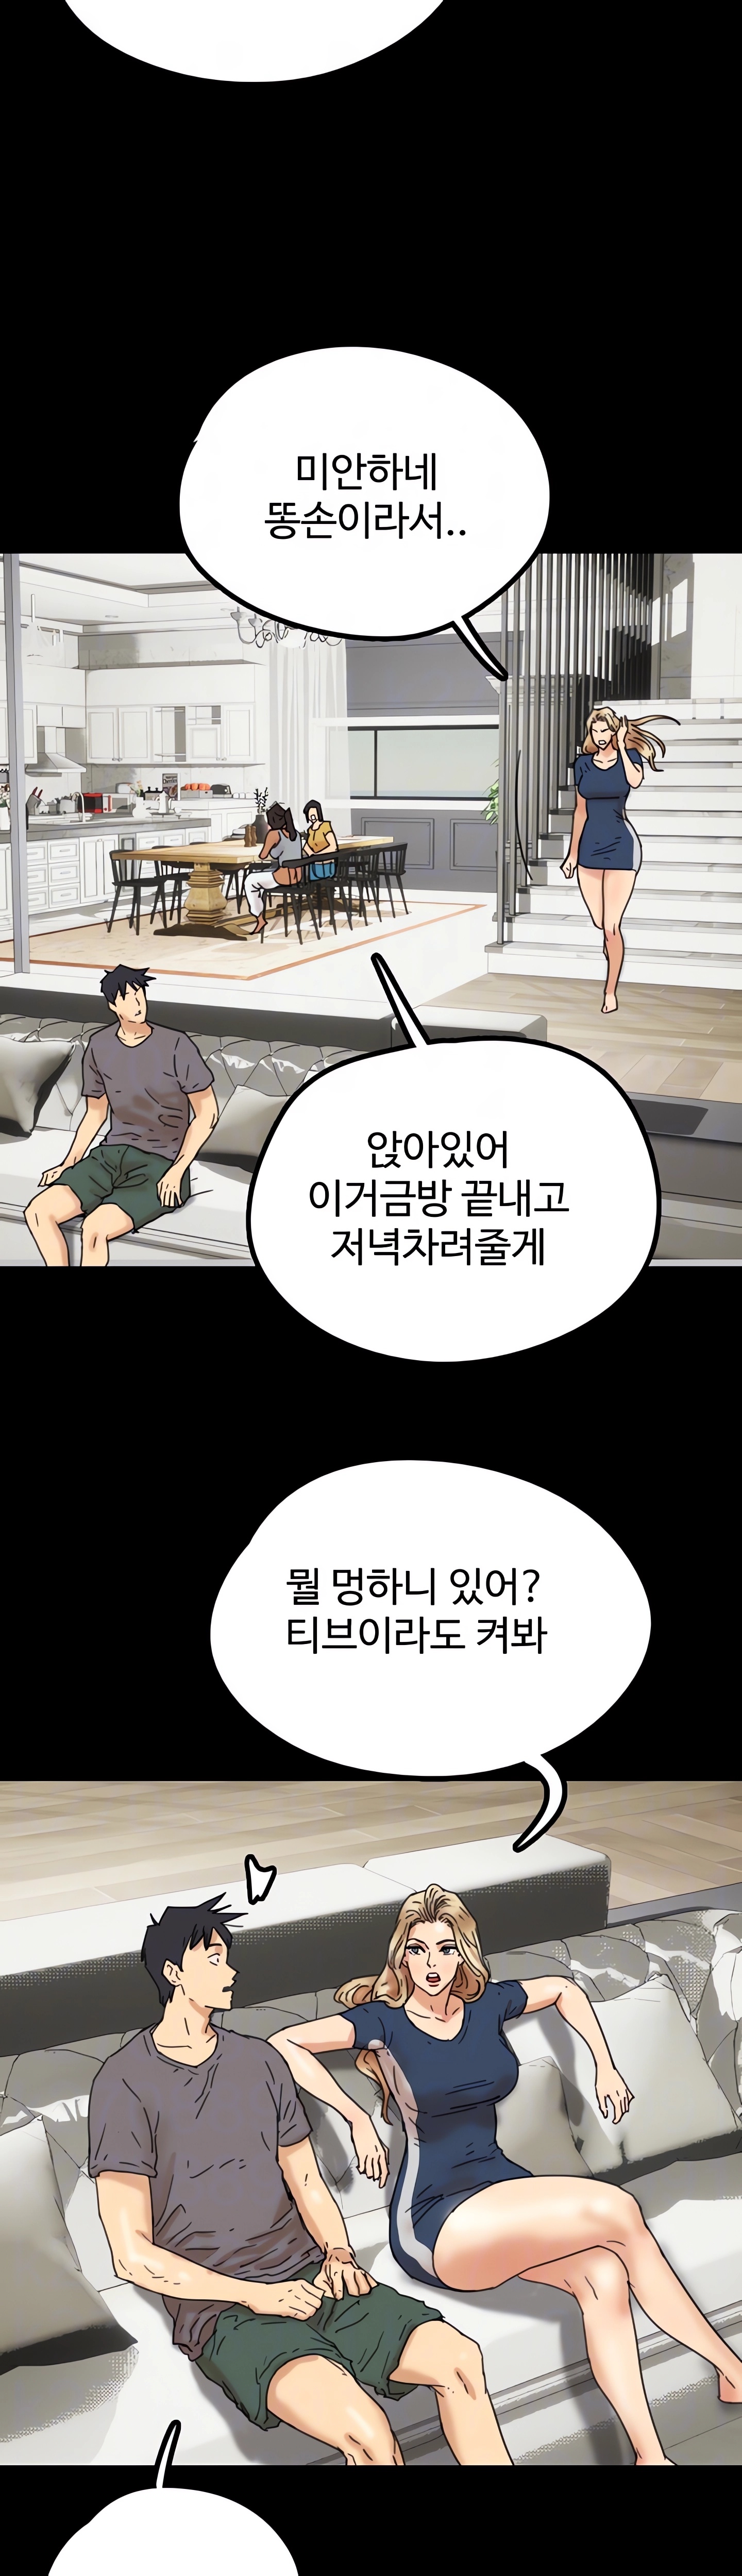 미안하네
똥손이라서..
앉아있어
이거금방 끝내고
저녁차려줄게
뭘 멍하니 있어?
티브이라도 켜봐